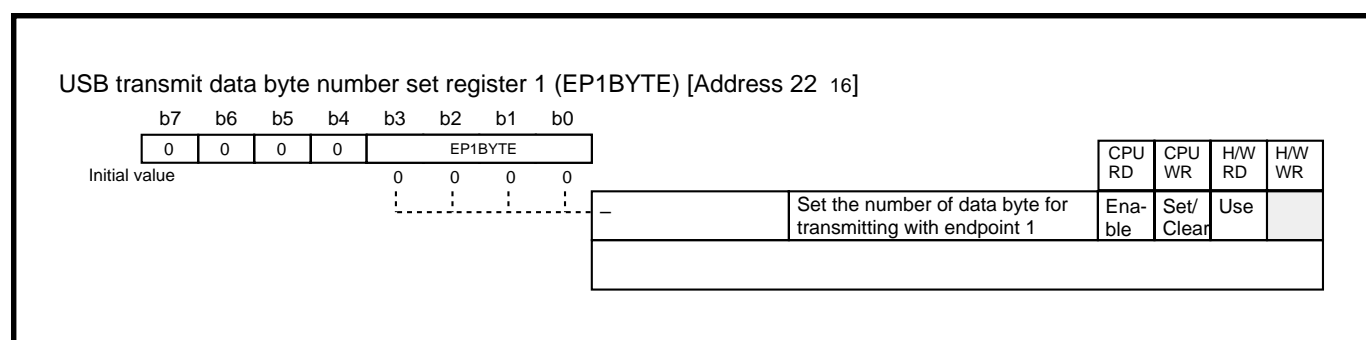 USB transmit data byte number set register 1 (EP1BYTE) [Address 22 16]
b7 b6 b5 b4 b3 b2 b1 b0
0 0 0 0 EP1BYTE
Initial value 0 0 0 0
CPU CPU H/W H/W
RD WR RD WR
– Set the number of data byte for Ena- Set/ Use
transmitting with endpoint 1 ble Clear